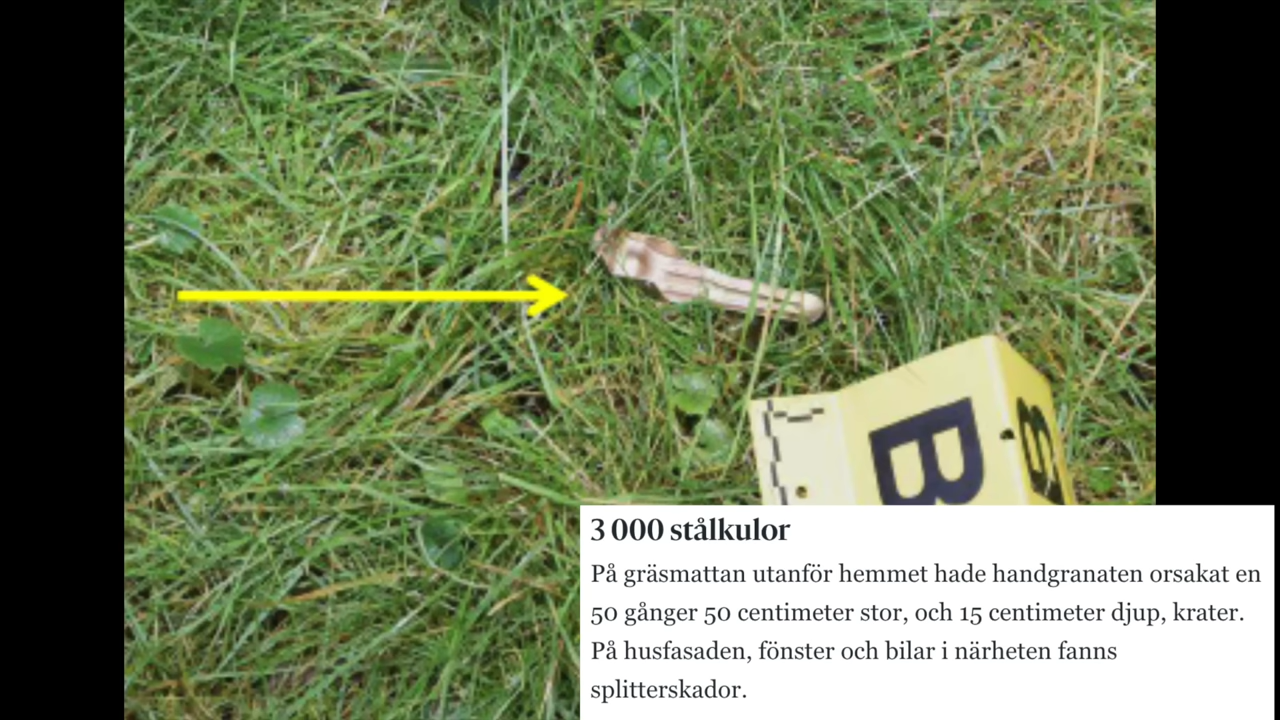 B
3 000 stålkulor
På gräsmattan utanför hemmet hade handgranaten orsakat en
50 gånger 50 centimeter stor, och 15 centimeter djup, krater.
På husfasaden, fönster och bilar i närheten fanns
splitterskador.